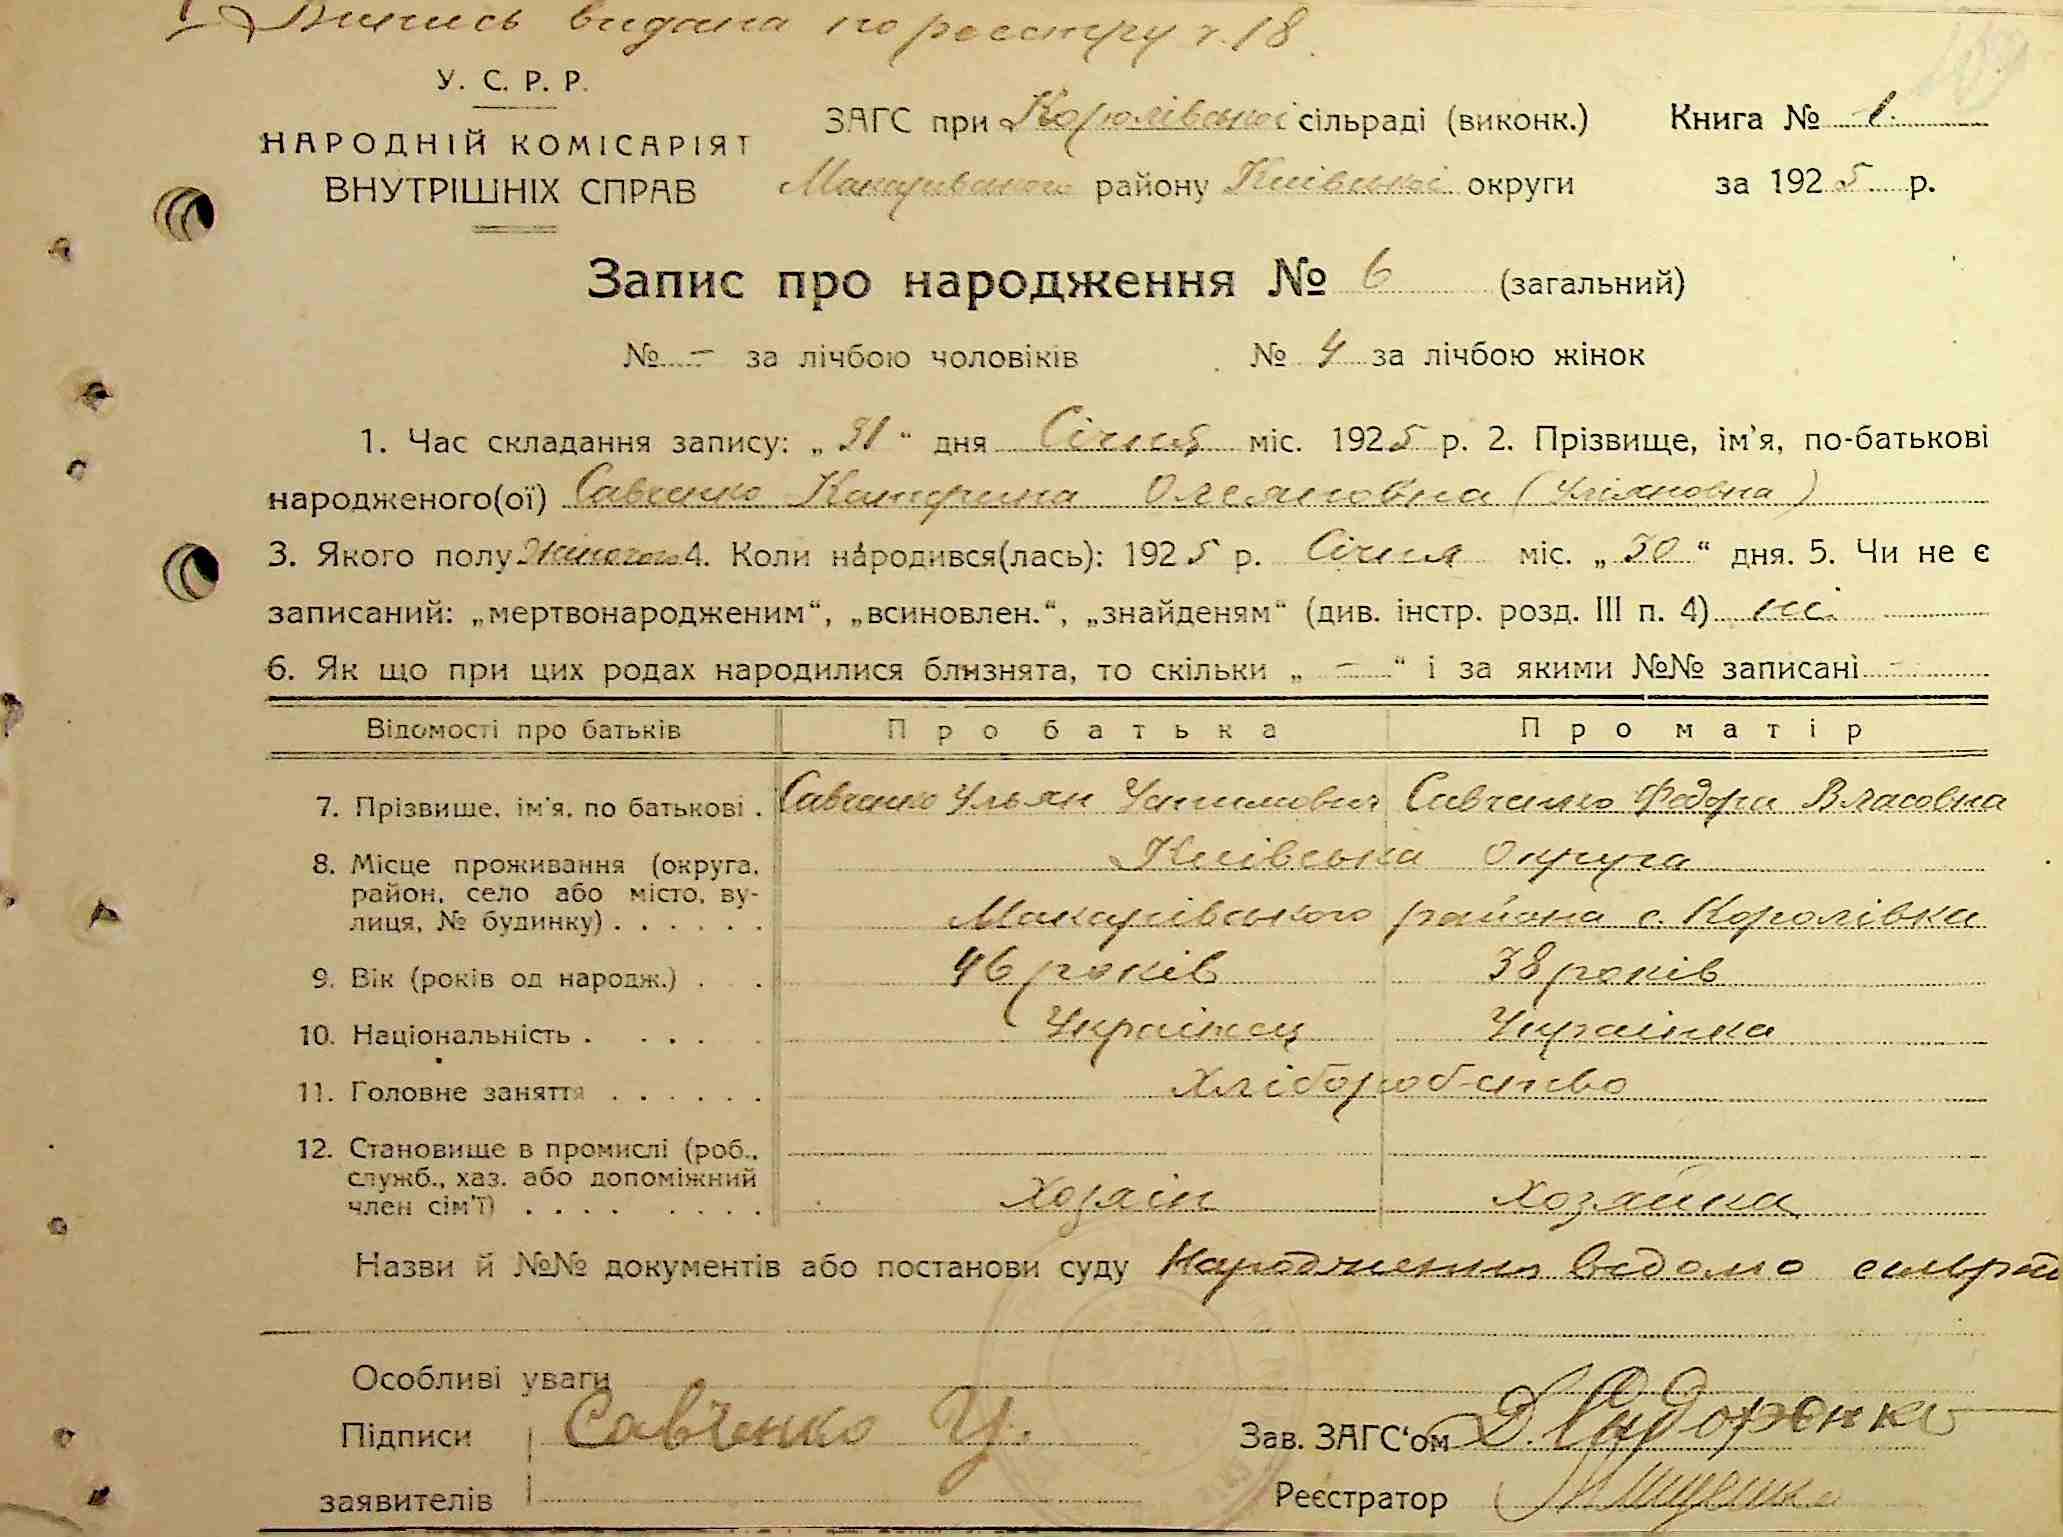 Випись видана по реєстру ч. 18.
У. С. Р. Р.
НАРОДНІЙ КОМІСАРІЯТ
ВНУТРІШНІХ СПРАВ
ЗАГС при Королівської сільраді (виконк.)
Макарівського району Київської округи
Книга № 1.
за 1925 р.
Запис про народження № 6 (загальний)
№ – за лічбою чоловіків № 4 за лічбою жінок
1. Час складання запису: „31“ дня Січня міс. 1925 р. 2. Прізвище, ім'я, по-батькові
народженого(ої) Савченко Катерина Олеяновна (Уліяновна)
3. Якого полу жіночого 4. Коли народився(лась): 1925 р. Січня міс. „30“ дня. 5. Чи не є
записаний: „мертвонародженим“, „всиновлен.“, „знайденям“ (див. інстр. розд. III п. 4) ні
6. Як що при цих родах народилися близнята, то скільки „–“ і за якими №№ записані –
Відомості про батьків Про батька Про матір
7. Прізвище, ім'я, по батькові . Савченко Ульян Савченко Федора Власовна
8. Місце проживання (округа, Київська округа
район, село або місто, ву-
лиця, № будинку) . . . . . . Макарівського района с. Королівка
9. Вік (років од народж.) . . . 46 років 38 років
10. Національність . . . . . Українец Українка
11. Головне заняття . . . . . . Хліборобство
12. Становище в промислі (роб.,
служб., хаз. або допоміжний
член сім'ї) . . . . . . . . Хозяін Хозяйка
Назви й №№ документів або постанови суду Народження відомо сільраді
Особливі уваги
Підписи Савченко У. Зав. ЗАГС'ом Д. Сидоренко
заявителів Реєстратор